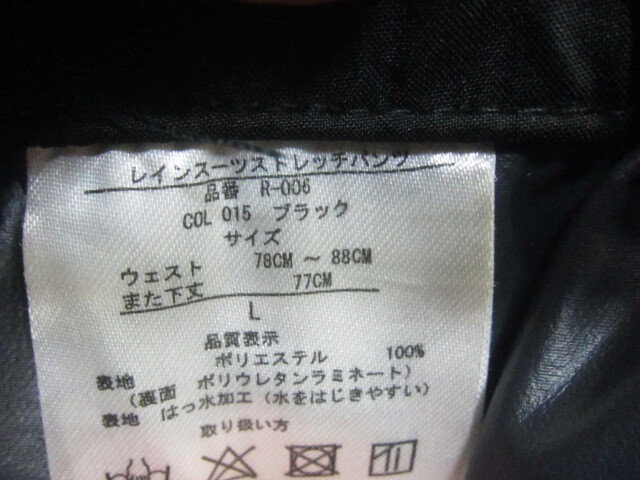 レインスーツストレッチパンツ
品番 R-006
COL 015 ブラック
サイズ
ウェスト 78CM ～ 88CM
また下丈 77CM
L
品質表示
表地 ポリエステル 100%
(裏面 ポリウレタンラミネート)
表地 はっ水加工 (水をはじきやすい)
取り扱い方